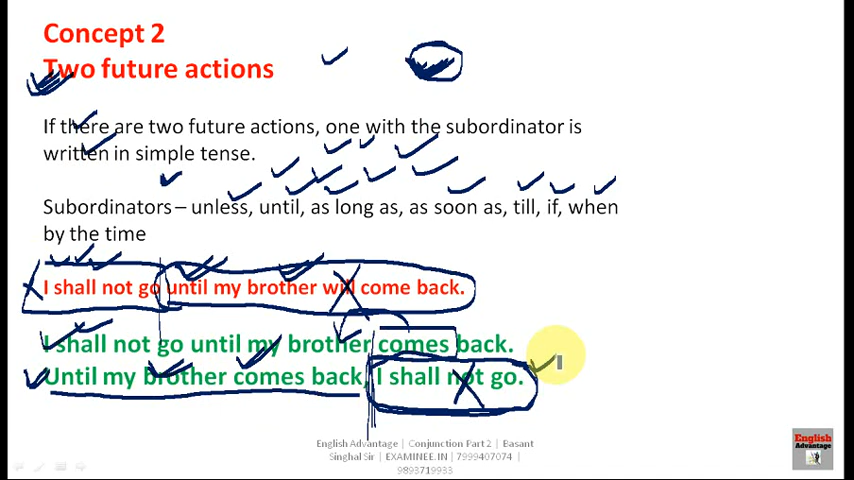 Concept 2
Two future actions
If there are two future actions, one with the subordinator is
written in simple tense.
Subordinators – unless, until, as long as, as soon as, till, if, when
by the time
I shall not go until my brother will come back.
I shall not go until my brother comes back.
Until my brother comes back, I shall not go.
English Advantage | Conjunction Part 2 | Basant
Singhal Sir | EXAMINEE.IN | 7999407074 |
9893719933
English
Advantage